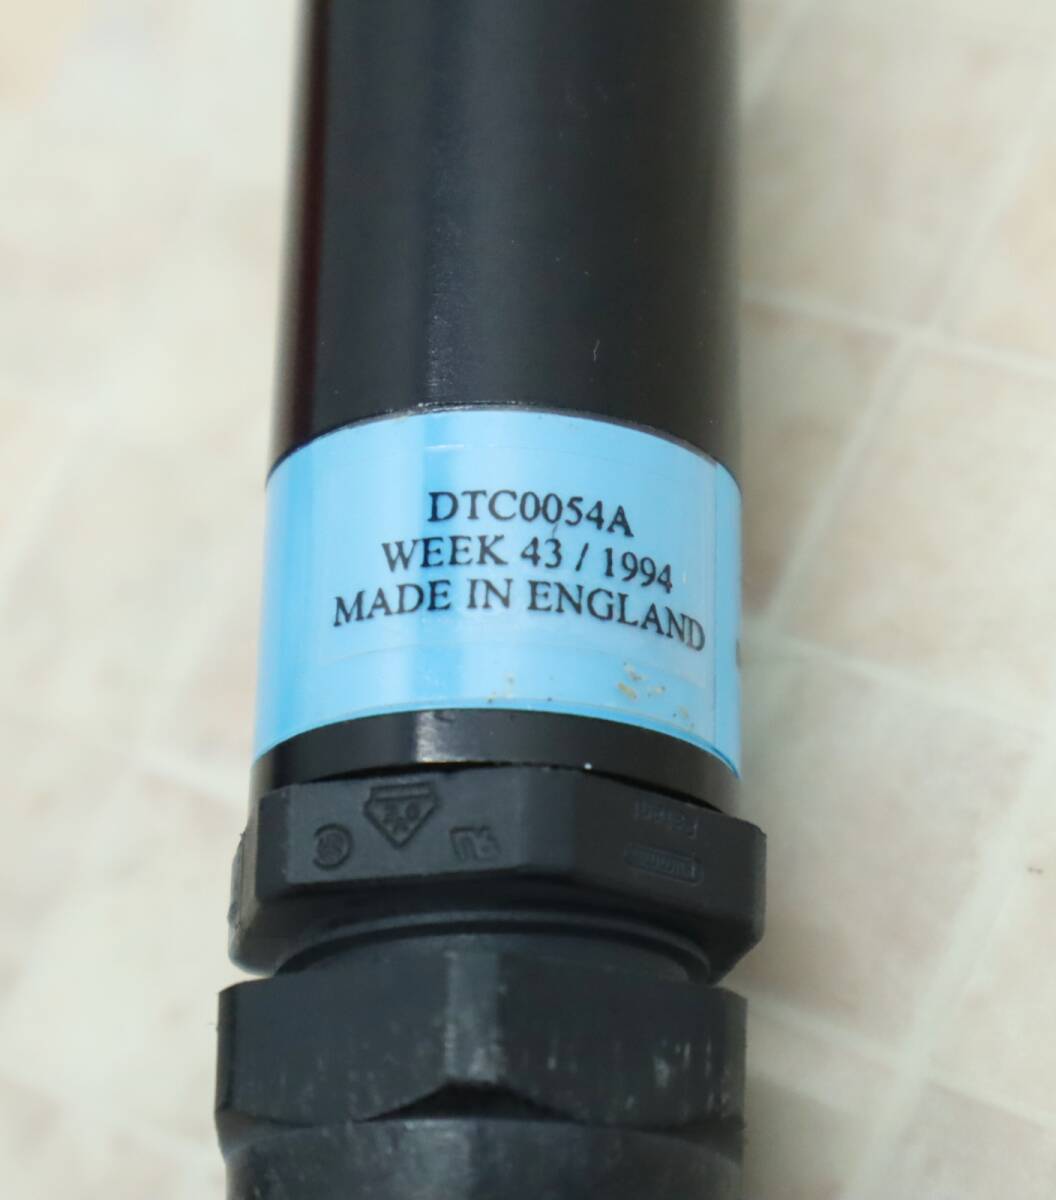 DTC0054A
WEEK 43 / 1994
MADE IN ENGLAND